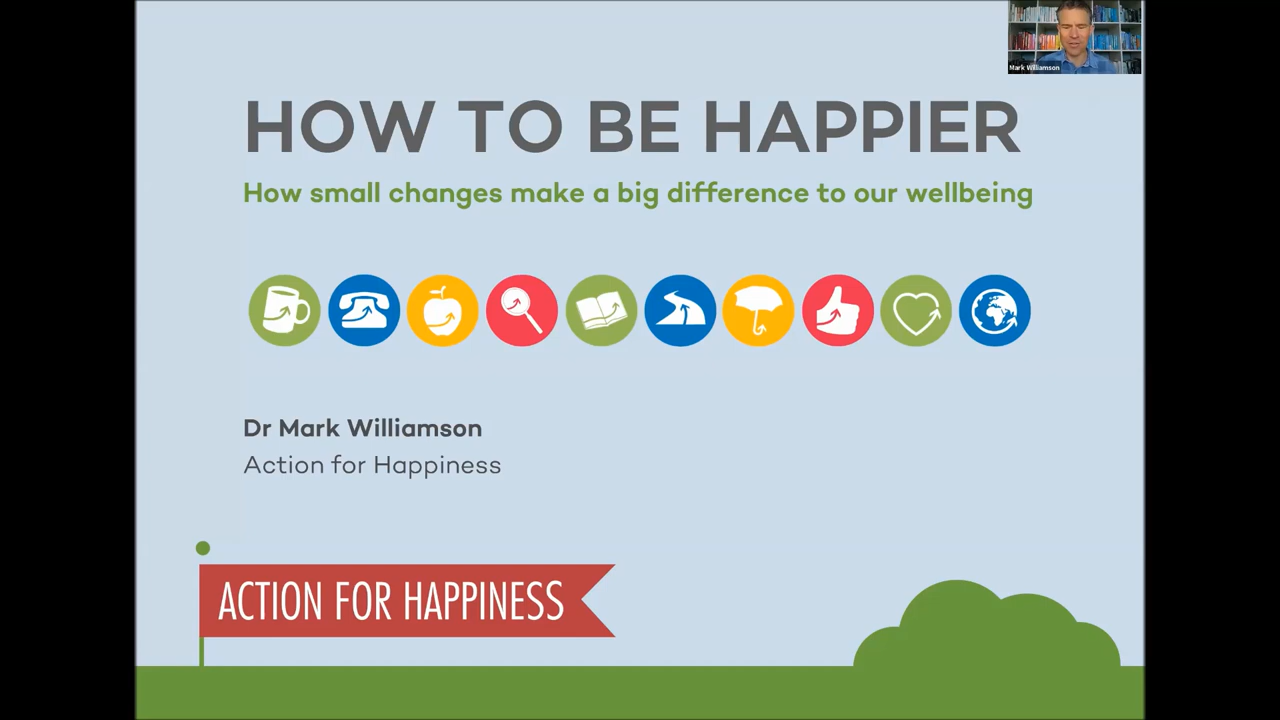 Mark Williamson
HOW TO BE HAPPIER
How small changes make a big difference to our wellbeing
Dr Mark Williamson
Action for Happiness
ACTION FOR HAPPINESS